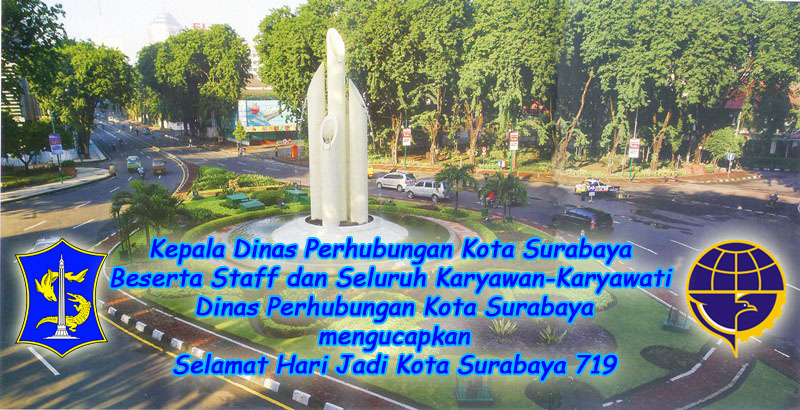 Kepala Dinas Perhubungan Kota Surabaya
Beserta Staff dan Seluruh Karyawan-Karyawati
Dinas Perhubungan Kota Surabaya
mengucapkan
Selamat Hari Jadi Kota Surabaya 719